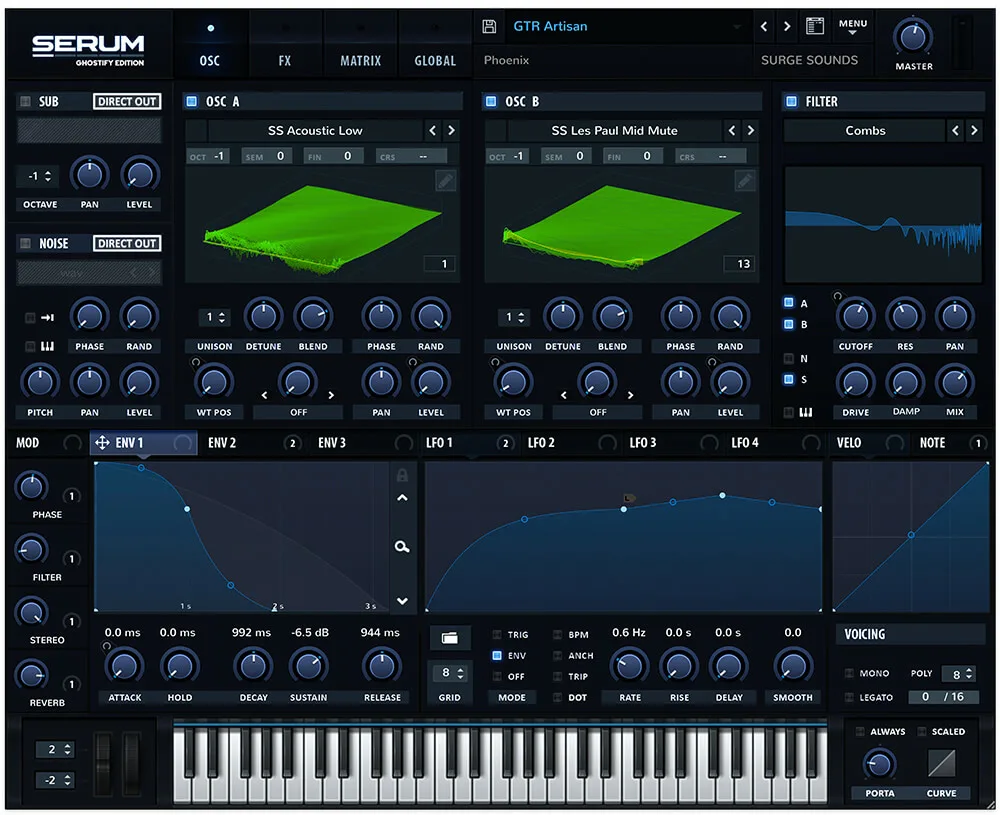 SERUM
GHOSTIFY EDITION
OSC
FX
MATRIX
GLOBAL
GTR Artisan
Phoenix
SURGE SOUNDS
MENU
MASTER
SUB
DIRECT OUT
-1
OCTAVE
PAN
LEVEL
NOISE
DIRECT OUT
wav
PHASE
RAND
PITCH
PAN
LEVEL
OSC A
SS Acoustic Low
OCT -1
SEM 0
FIN 0
CRS --
1
1
UNISON
DETUNE
BLEND
PHASE
RAND
WT POS
OFF
PAN
LEVEL
OSC B
SS Les Paul Mid Mute
OCT -1
SEM 0
FIN 0
CRS --
13
1
UNISON
DETUNE
BLEND
PHASE
RAND
WT POS
OFF
PAN
LEVEL
FILTER
Combs
A
B
N
S
CUTOFF
RES
PAN
DRIVE
DAMP
MIX
MOD
ENV 1
ENV 2
2
ENV 3
LFO 1
2
LFO 2
LFO 3
LFO 4
VELO
NOTE
1
1
PHASE
1
FILTER
1
STEREO
1
REVERB
1 s
2 s
3 s
0.0 ms
0.0 ms
992 ms
-6.5 dB
944 ms
ATTACK
HOLD
DECAY
SUSTAIN
RELEASE
L
8
GRID
TRIG
ENV
OFF
MODE
BPM
ANCH
TRIP
DOT
0.6 Hz
0.0 s
0.0 s
0.0
RATE
RISE
DELAY
SMOOTH
VOICING
MONO
POLY
8
LEGATO
0 / 16
2
-2
ALWAYS
SCALED
PORTA
CURVE